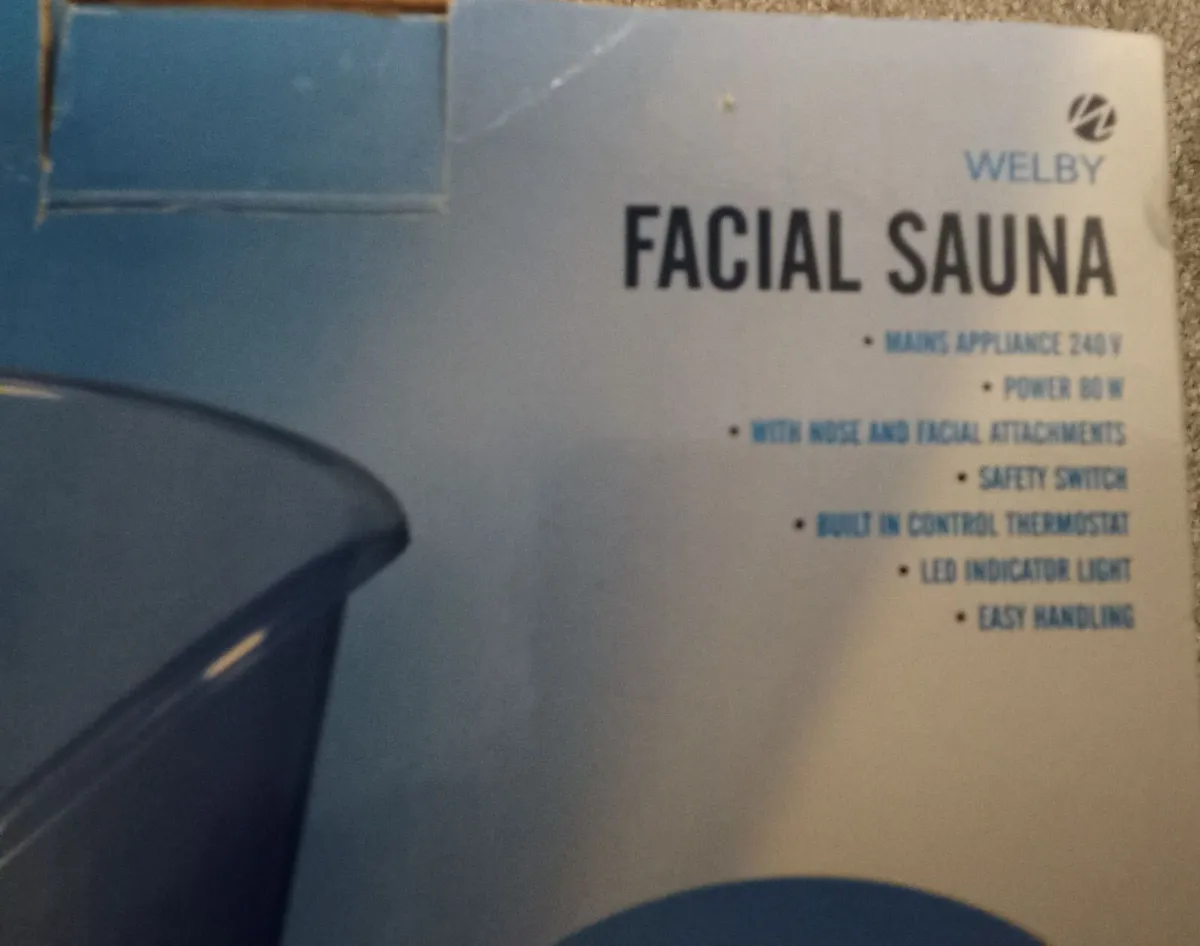 WELBY
FACIAL SAUNA
• MAINS APPLIANCE 240 V
• POWER 80 W
• WITH NOSE AND FACIAL ATTACHMENTS
• SAFETY SWITCH
• BUILT IN CONTROL THERMOSTAT
• LED INDICATOR LIGHT
• EASY HANDLING